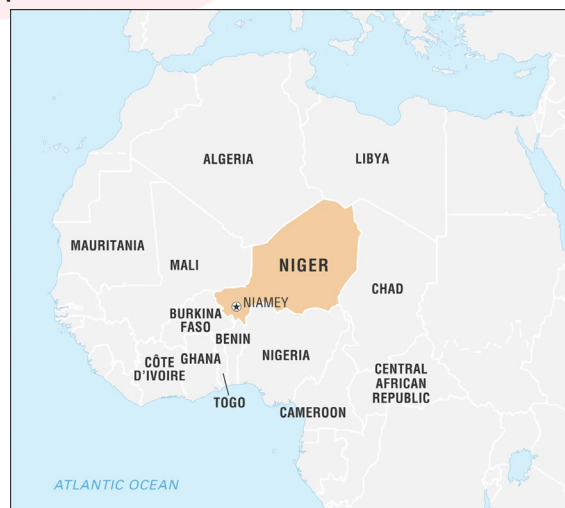 ALGERIA
LIBYA
MAURITANIA
MALI
NIGER
CHAD
NIAMEY
BURKINA
FASO
BENIN
NIGERIA
CÔTE
D'IVOIRE
GHANA
TOGO
CAMEROON
CENTRAL
AFRICAN
REPUBLIC
ATLANTIC OCEAN